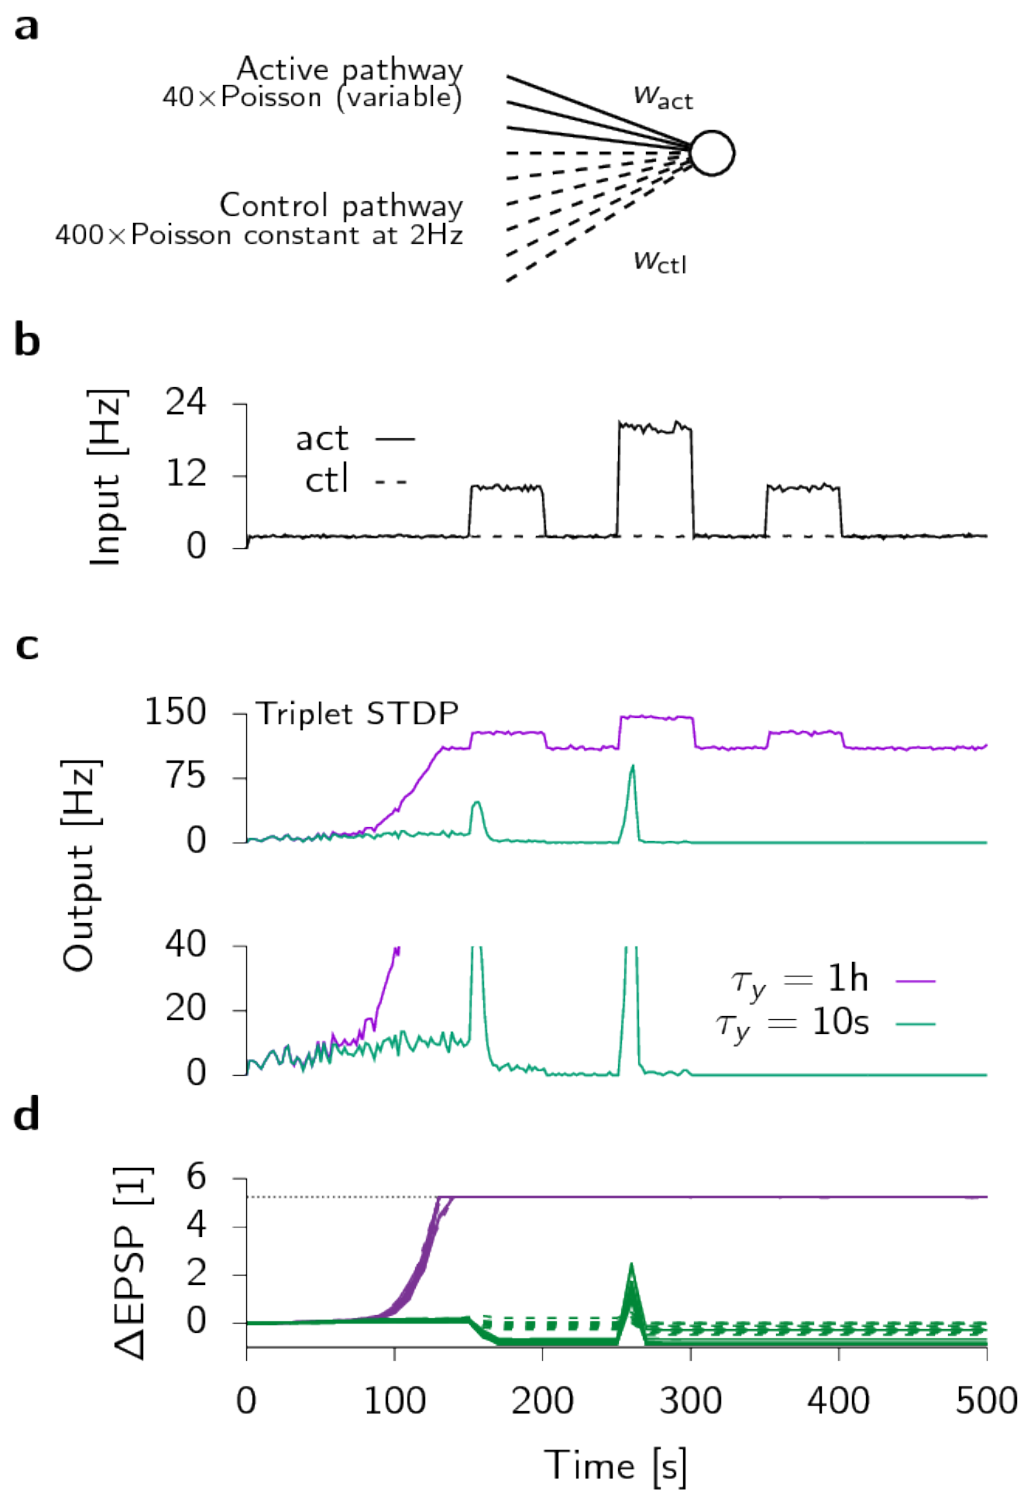 a
Active pathway
40×Poisson (variable)
w_act
Control pathway
400×Poisson constant at 2Hz
w_ctl
b
Input [Hz]
24
12
0
act
ctl
c
Output [Hz]
Triplet STDP
150
75
0
40
20
0
τ_y = 1h
τ_y = 10s
d
ΔEPSP [1]
6
4
2
0
0 100 200 300 400 500
Time [s]